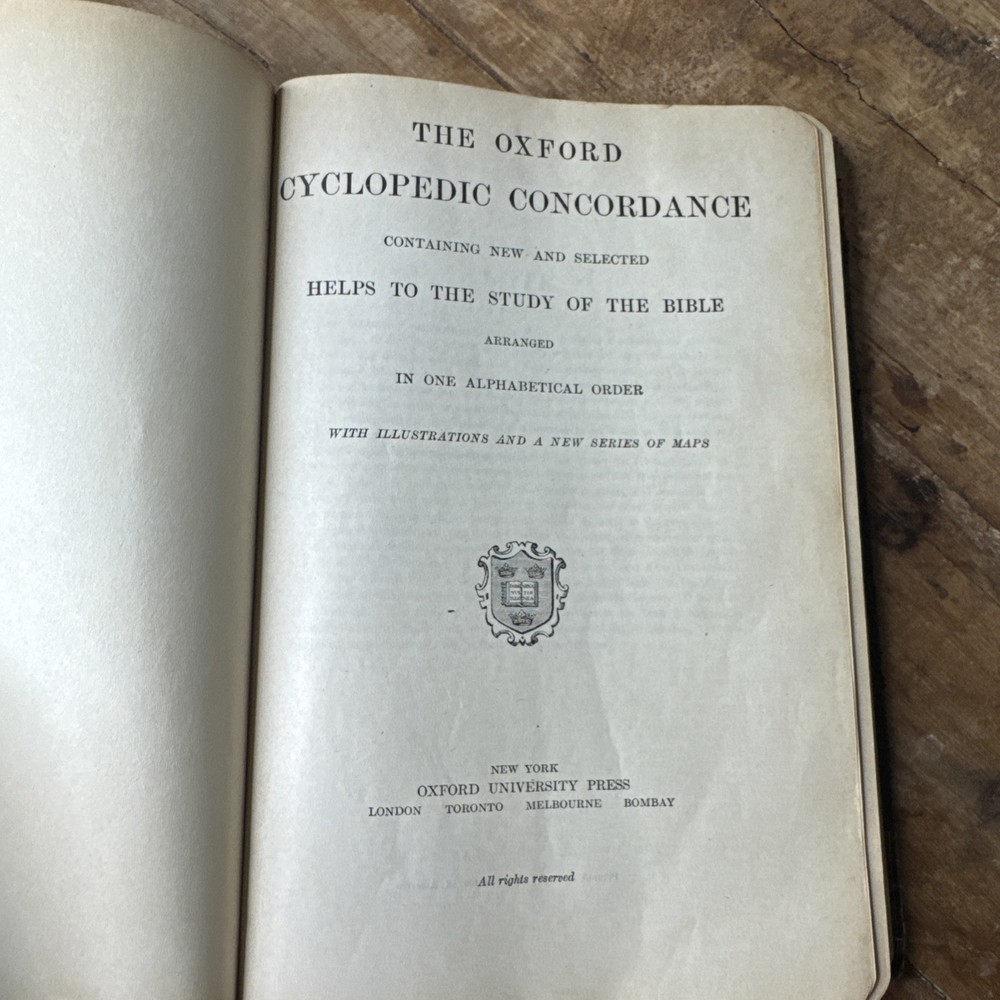 THE OXFORD
CYCLOPEDIC CONCORDANCE
CONTAINING NEW AND SELECTED
HELPS TO THE STUDY OF THE BIBLE
ARRANGED
IN ONE ALPHABETICAL ORDER
WITH ILLUSTRATIONS AND A NEW SERIES OF MAPS
NEW YORK
OXFORD UNIVERSITY PRESS
LONDON TORONTO MELBOURNE BOMBAY
All rights reserved